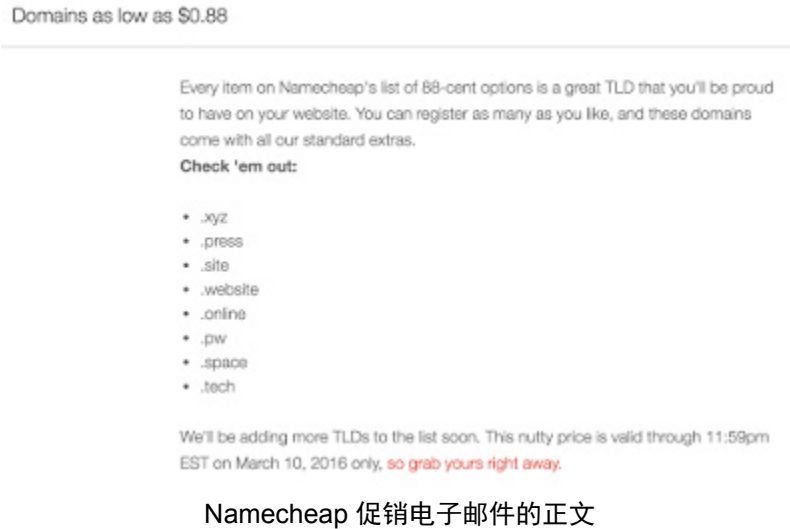 Domains as low as $0.88
Every item on Namecheap's list of 88-cent options is a great TLD that you'll be proud
to have on your website. You can register as many as you like, and these domains
come with all our standard extras.
Check 'em out:
• .xyz
• .press
• .site
• .website
• .online
• .pw
• .space
• .tech
We'll be adding more TLDs to the list soon. This nutty price is valid through 11:59pm
EST on March 10, 2016 only, so grab yours right away.
Namecheap 促销电子邮件的正文